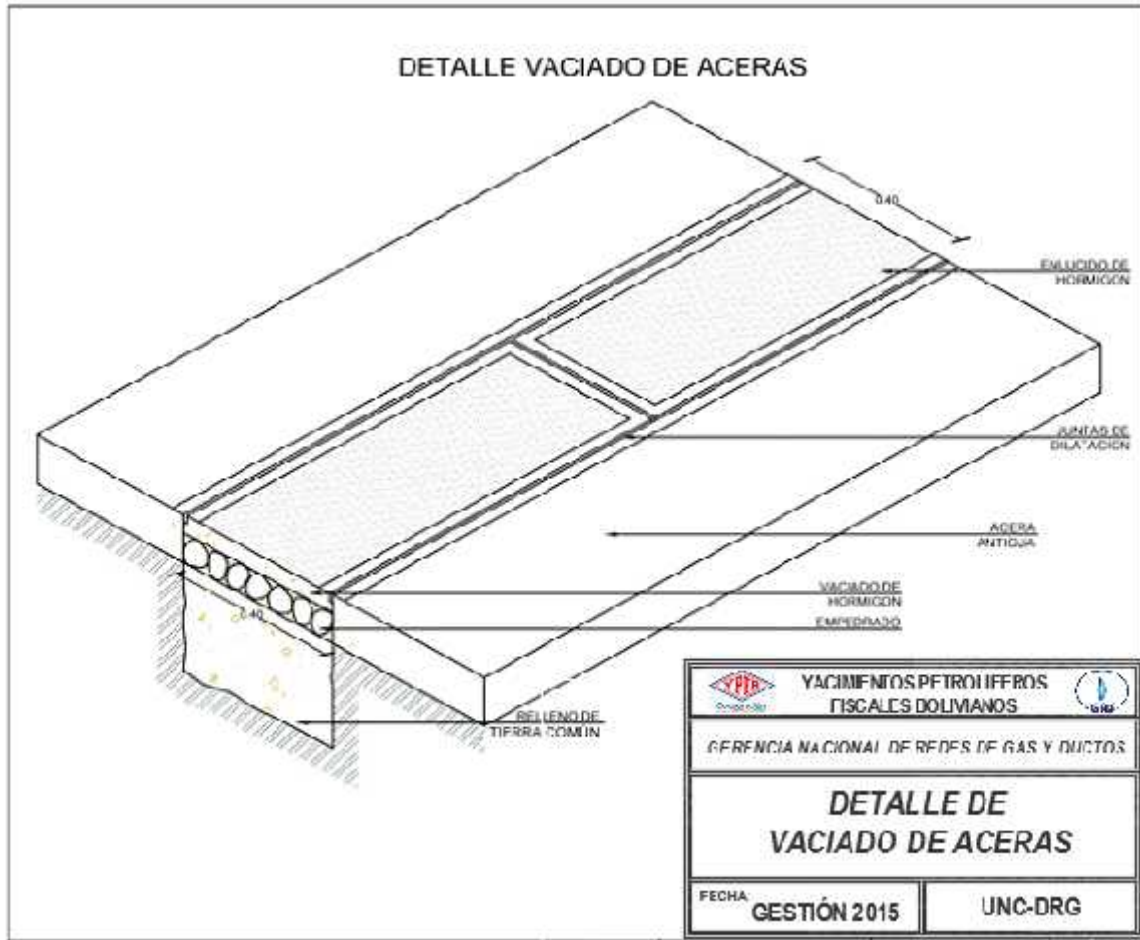 DETALLE VACIADO DE ACERAS
0.40
ENLUCIDO DE
HORMIGON
JUNTAS DE
DILATACION
ACERA
ANTIGUA
VACIADO DE
HORMIGON
EMPEDRADO
0.40
RELLENO DE
TIERRA COMÚN
YPFB
YACIMIENTOS PETROLIFEROS
FISCALES BOLIVIANOS
GERENCIA NACIONAL DE REDES DE GAS Y DUCTOS
DETALLE DE
VACIADO DE ACERAS
FECHA:
GESTIÓN 2015
UNC-DRG